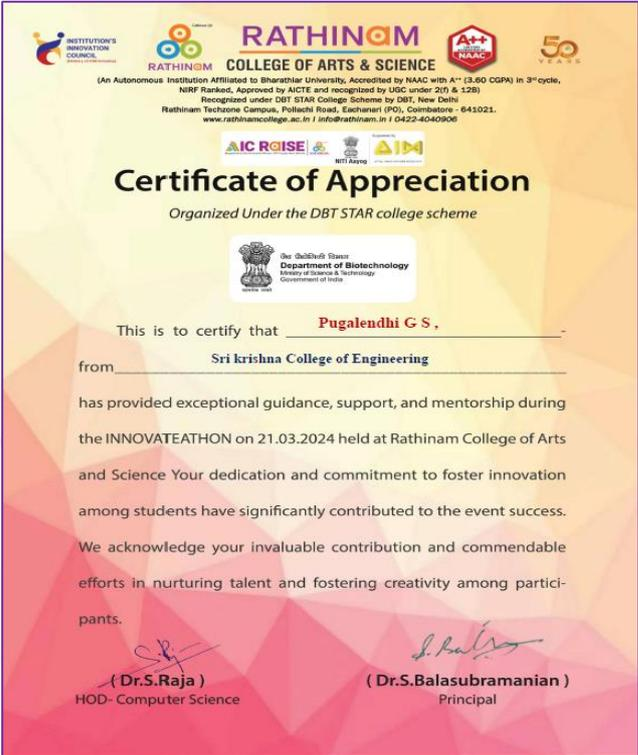 INSTITUTION'S
INNOVATION
COUNCIL
RATHINAM
RATHINAM
COLLEGE OF ARTS & SCIENCE
A++
NAAC
50
YEARS
(An Autonomous Institution Affiliated to Bharathiar University, Accredited by NAAC with A++ (3.60 CGPA) in 3rd cycle,
NIRF Ranked, Approved by AICTE and recognized by UGC under 2(f) & 12B)
Recognized under DBT STAR College Scheme by DBT, New Delhi
Rathinam Techzone Campus, Pollachi Road, Eachanari (PO), Coimbatore - 641021.
www.rathinamcollege.ac.in I info@rathinam.in I 0422-4040906
AIC RAISE
NITI Aayog
AIM
Certificate of Appreciation
Organized Under the DBT STAR college scheme
Department of Biotechnology
Ministry of Science & Technology
Government of India
This is to certify that Pugalendhi G S ,
from Sri krishna College of Engineering
has provided exceptional guidance, support, and mentorship during
the INNOVATEATHON on 21.03.2024 held at Rathinam College of Arts
and Science Your dedication and commitment to foster innovation
among students have significantly contributed to the event success.
We acknowledge your invaluable contribution and commendable
efforts in nurturing talent and fostering creativity among partici-
pants.
( Dr.S.Raja )
HOD- Computer Science
( Dr.S.Balasubramanian )
Principal